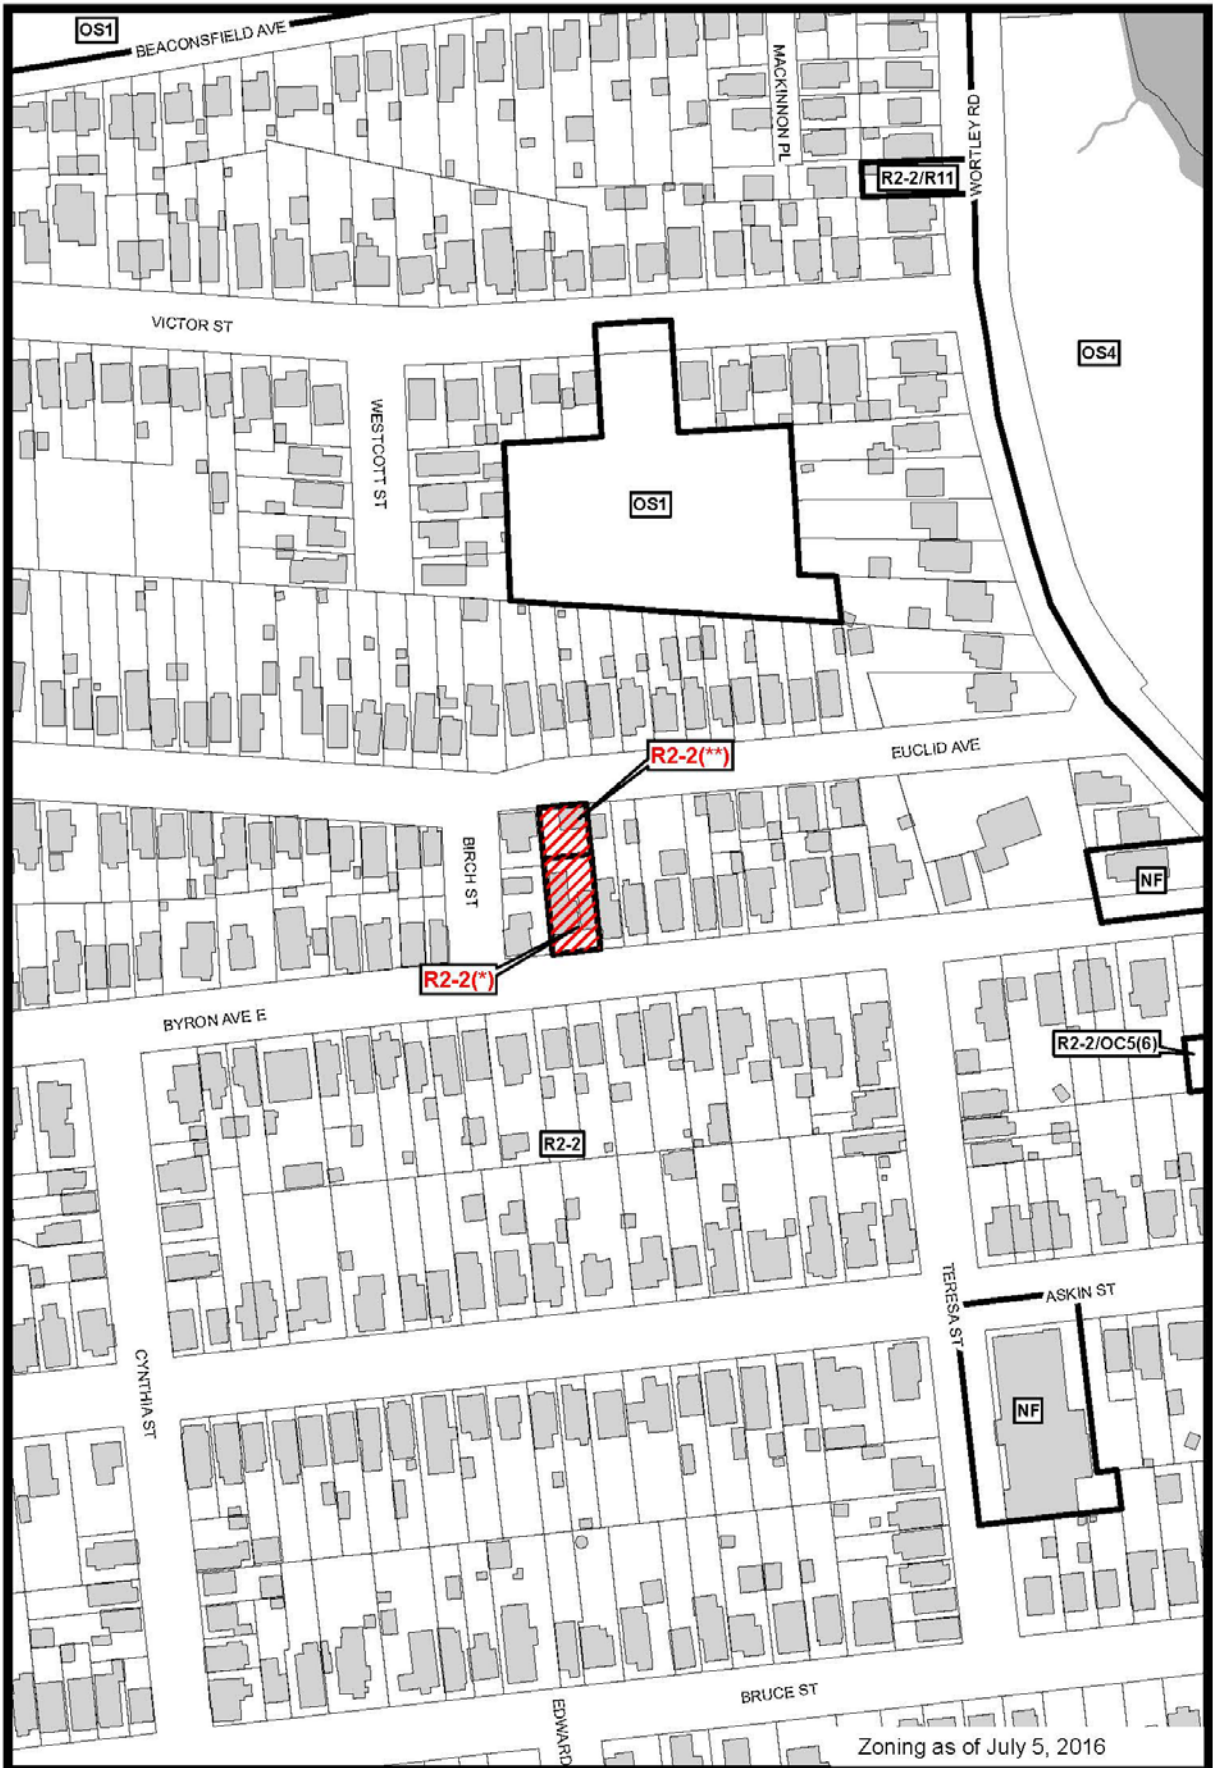 OS1
BEACONSFIELD AVE
MACKINNON PL
WORTLEY RD
R2-2/R11
VICTOR ST
OS4
WESTCOTT ST
OS1
EUCLID AVE
R2-2(**)
BIRCH ST
NF
R2-2(*)
BYRON AVE E
R2-2/OC5(6)
R2-2
TERESA ST
ASKIN ST
CYNTHIA ST
NF
BRUCE ST
EDWARD
Zoning as of July 5, 2016